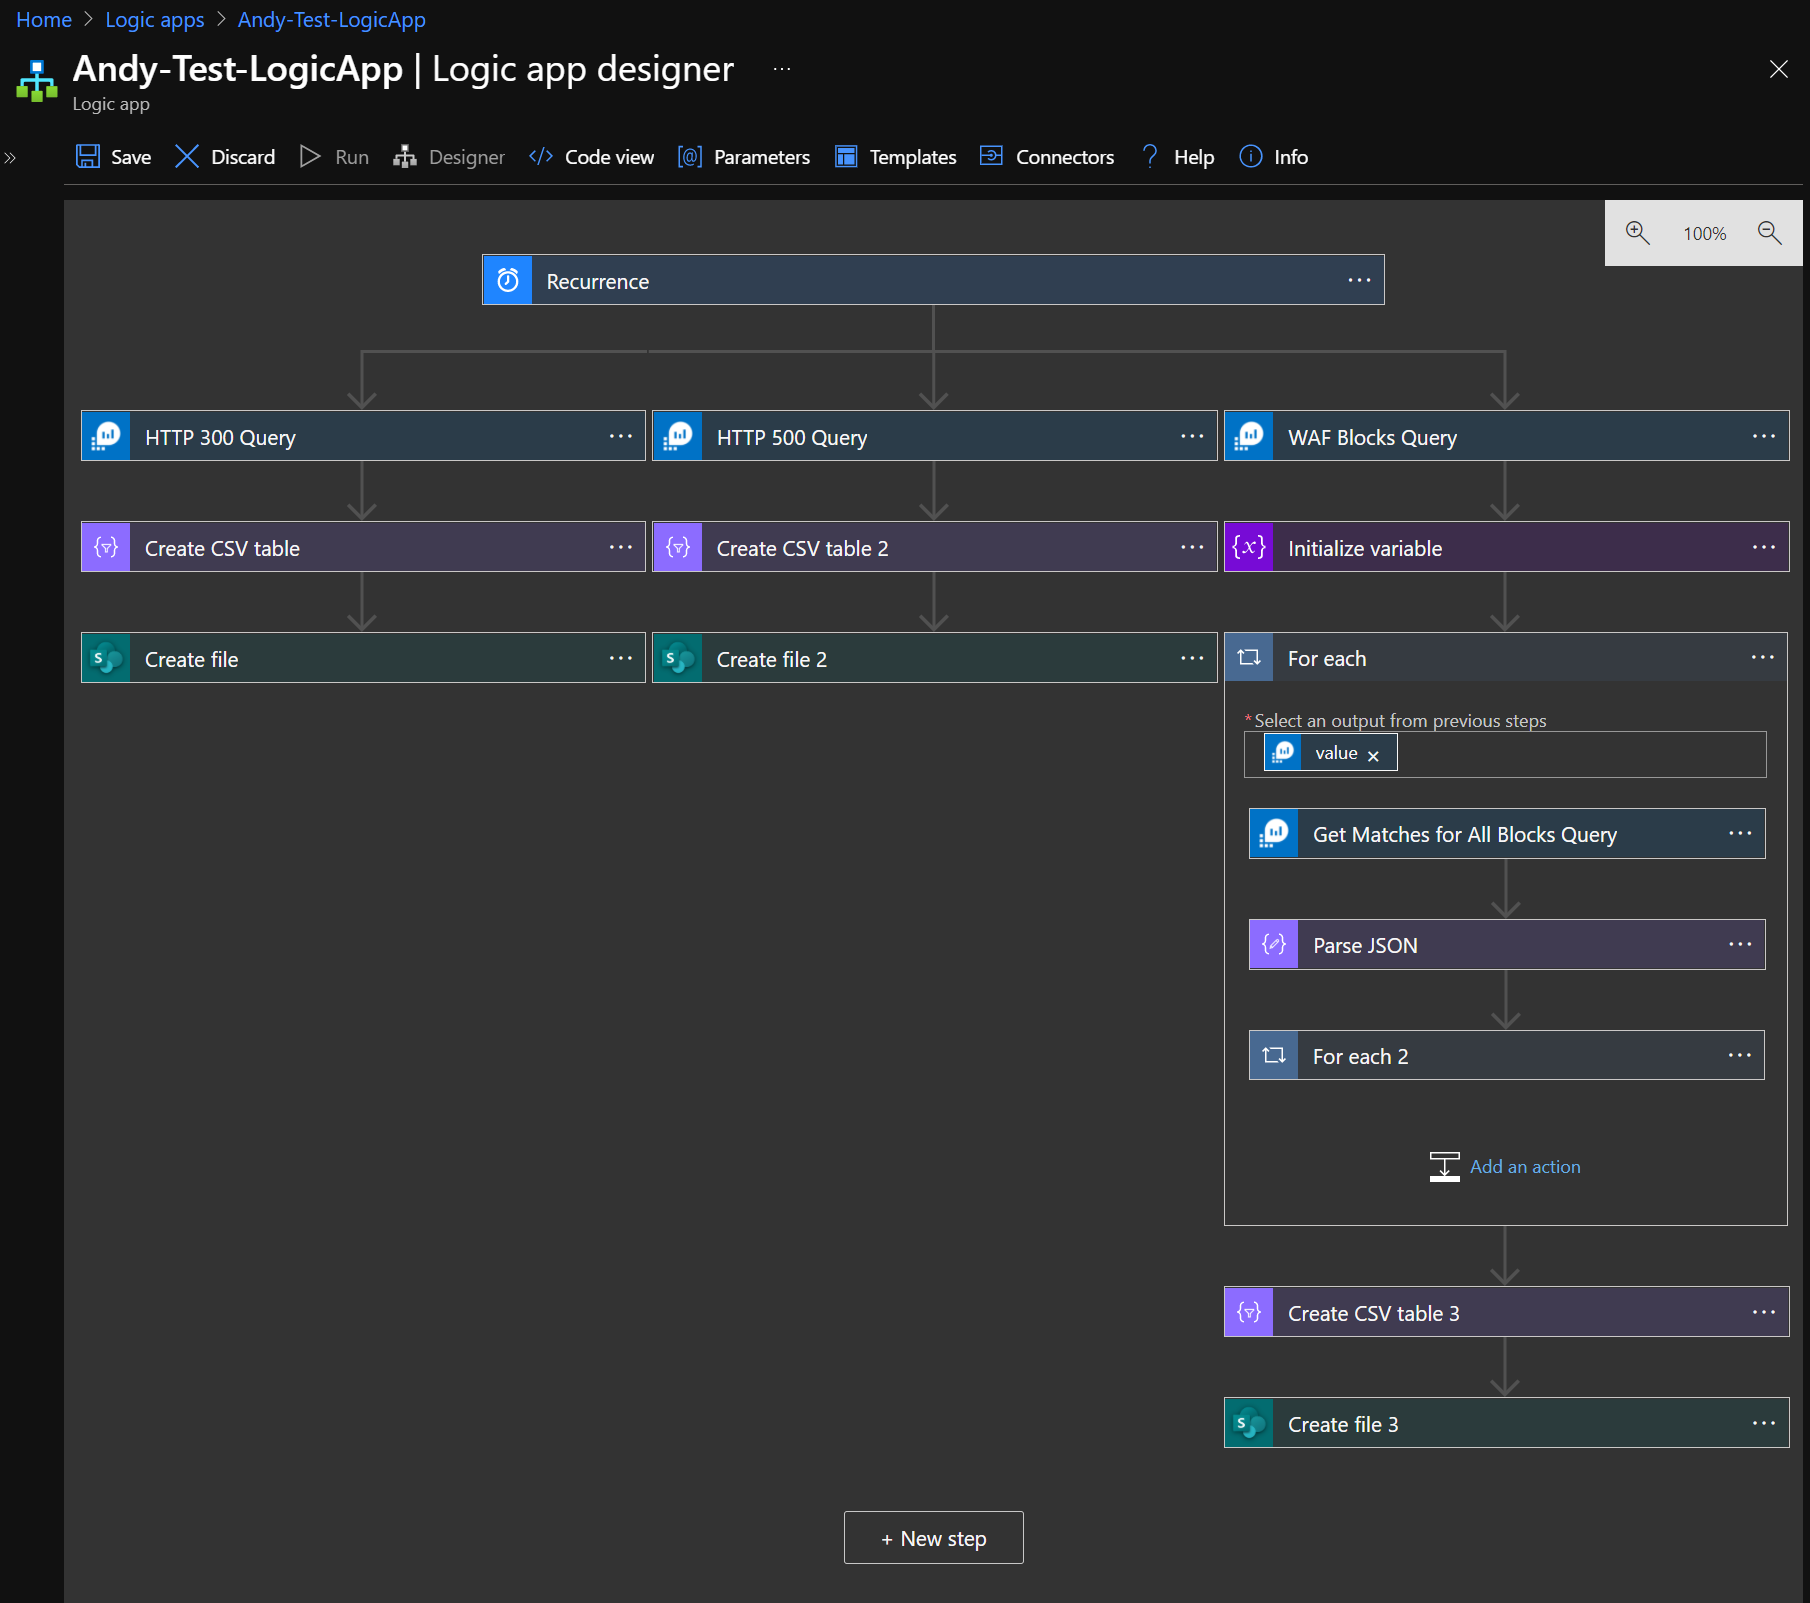 Home > Logic apps > Andy-Test-LogicApp
Andy-Test-LogicApp | Logic app designer ...
Logic app
Save Discard Run Designer </> Code view [@] Parameters Templates Connectors ? Help Info
100%
Recurrence
HTTP 300 Query
HTTP 500 Query
WAF Blocks Query
Create CSV table
Create CSV table 2
{x} Initialize variable
S Create file
S Create file 2
For each
* Select an output from previous steps
value ×
Get Matches for All Blocks Query
Parse JSON
For each 2
Add an action
Create CSV table 3
S Create file 3
+ New step